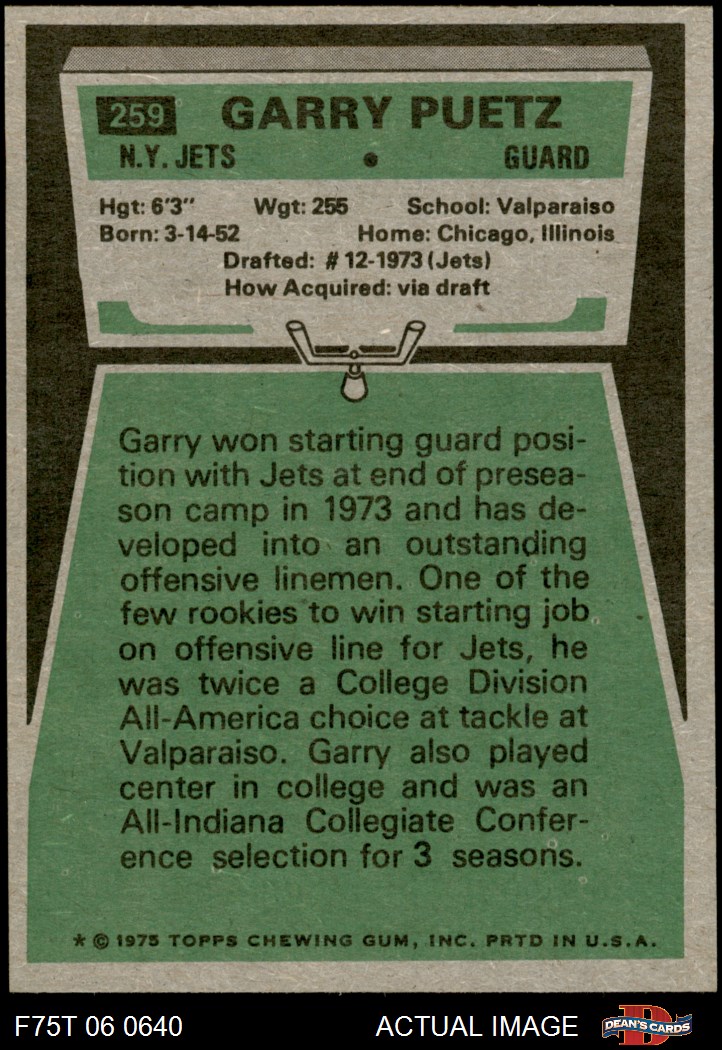 259 GARRY PUETZ
N.Y. JETS • GUARD
Hgt: 6'3" Wgt: 255 School: Valparaiso
Born: 3-14-52 Home: Chicago, Illinois
Drafted: # 12-1973 (Jets)
How Acquired: via draft
Garry won starting guard posi-
tion with Jets at end of presea-
son camp in 1973 and has de-
veloped into an outstanding
offensive linemen. One of the
few rookies to win starting job
on offensive line for Jets, he
was twice a College Division
All-America choice at tackle at
Valparaiso. Garry also played
center in college and was an
All-Indiana Collegiate Confer-
ence selection for 3 seasons.
* © 1975 TOPPS CHEWING GUM, INC. PRTD IN U.S.A.
F75T 06 0640 ACTUAL IMAGE D DEAN'S CARDS